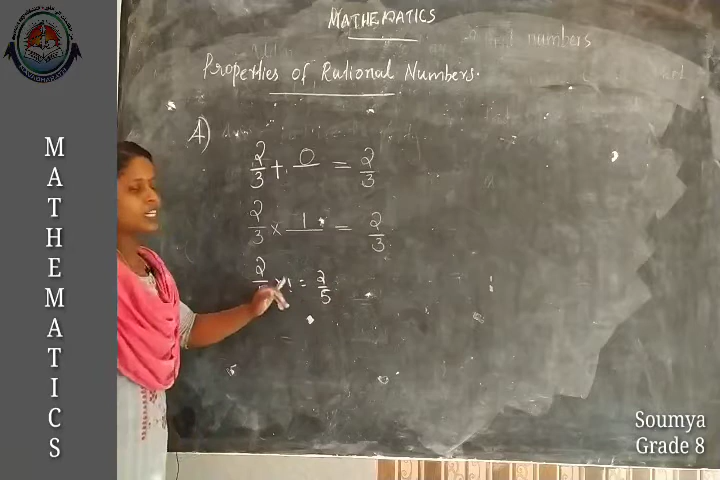 MATHEMATICS
numbers
Properties of Rational Numbers.
A)
2/3 + 0 = 2/3
2/3 × 1 = 2/3
2/ × 1 = 2/5
MATHEMATICS
Soumya
Grade 8